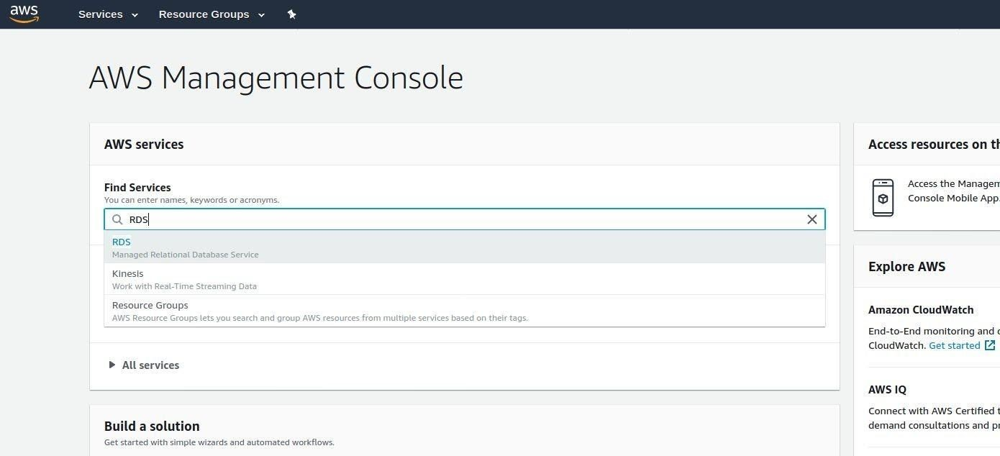 aws
Services
Resource Groups
AWS Management Console
AWS services
Find Services
You can enter names, keywords or acronyms.
RDS
RDS
Managed Relational Database Service
Kinesis
Work with Real-Time Streaming Data
Resource Groups
AWS Resource Groups lets you search and group AWS resources from multiple services based on their tags.
All services
Build a solution
Get started with simple wizards and automated workflows.
Access resources on
Access the
Console Mobile App.
Explore AWS
Amazon CloudWatch
End-to-End monitoring and
CloudWatch. Get started
AWS IQ
Connect with AWS Certified
demand consultations and